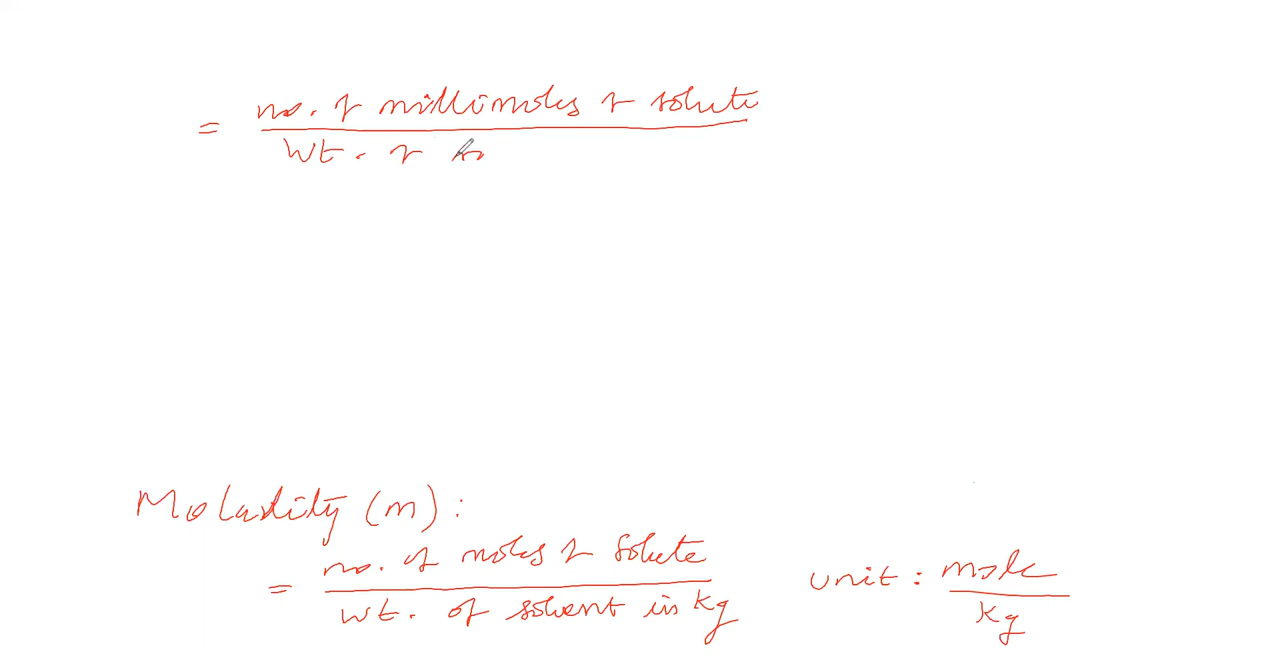 = no. of millimoles of solute
Wt. of so
Molality (m) :
= no. of moles of solute
wt. of solvent in kg
unit : mole
kg